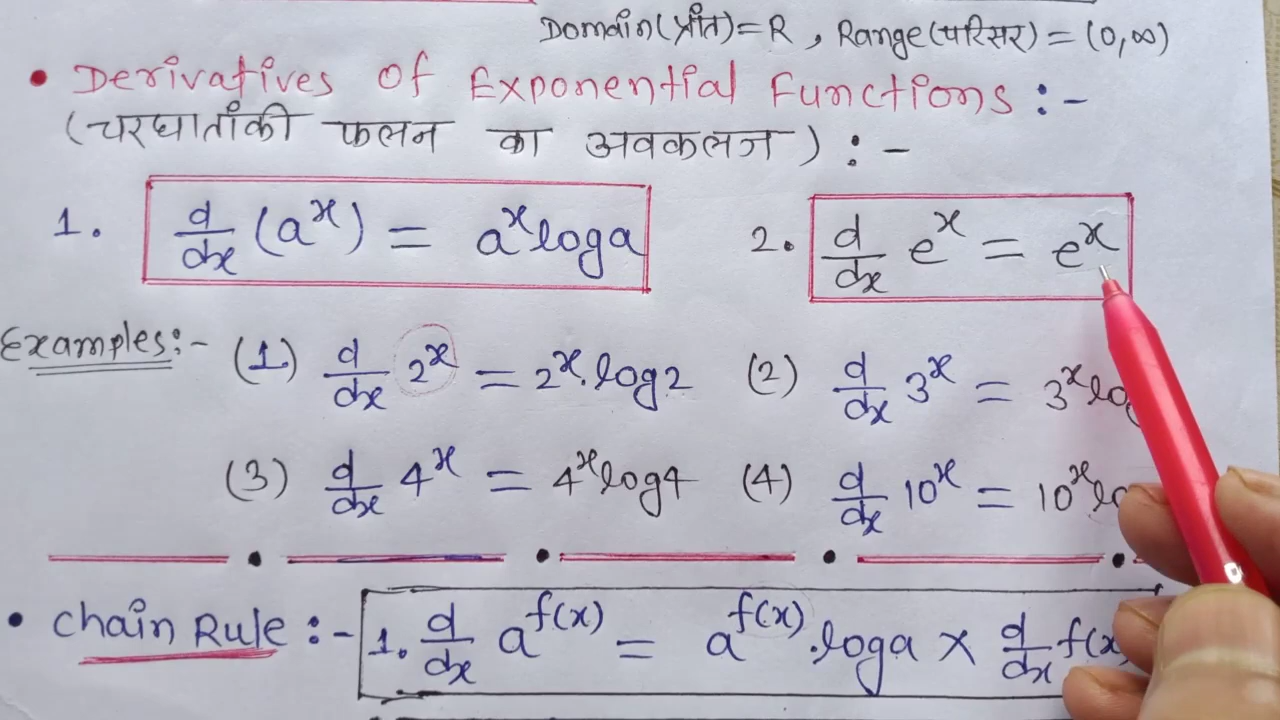 Domain(प्रांत)=R , Range(परिसर) = (0,∞)
• Derivatives Of Exponential Functions :-
(चरघातांकी फलन का अवकलज) :-
1. d/dx (a^x) = a^x loga
2. d/dx e^x = e^x
Examples:- (1) d/dx 2^x = 2^x.log2 (2) d/dx 3^x = 3^x
(3) d/dx 4^x = 4^x log4 (4) d/dx 10^x = 10^x
• Chain Rule :- 1. d/dx a^f(x) = a^f(x).loga × d/dx f(x